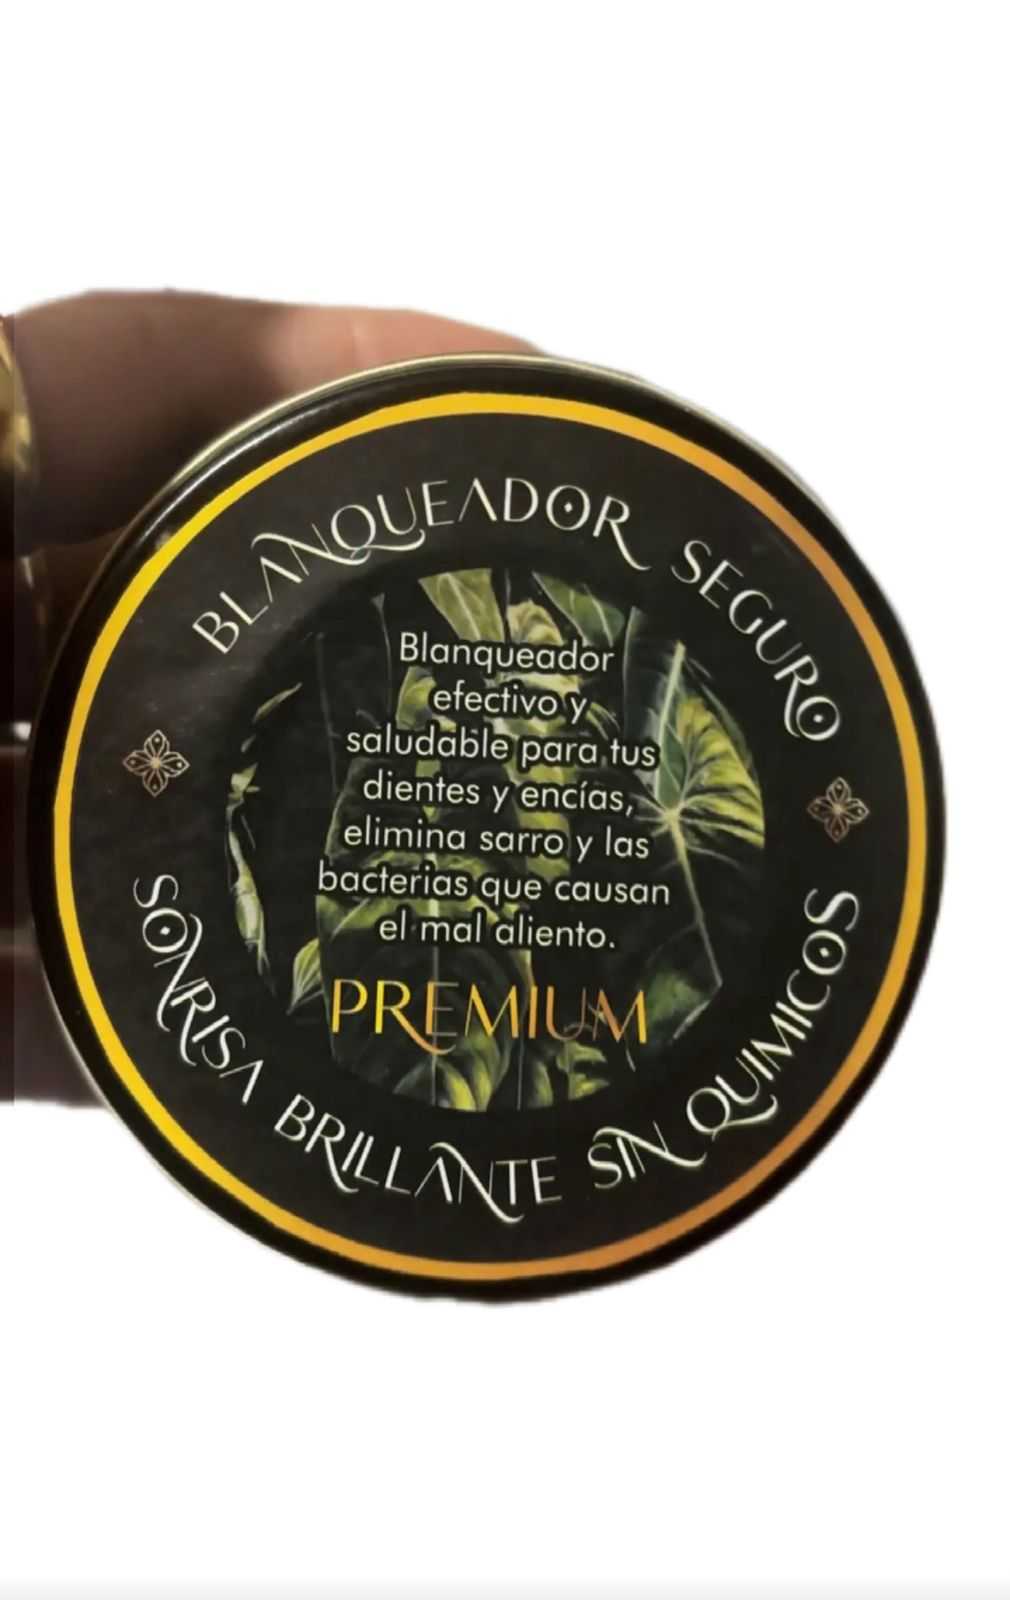 BLANQUEADOR SEGURO
Blanqueador
efectivo y
saludable para tus
dientes y encías,
elimina sarro y las
bacterias que causan
el mal aliento.
PREMIUM
SONRISA BRILLANTE SIN QUIMICOS